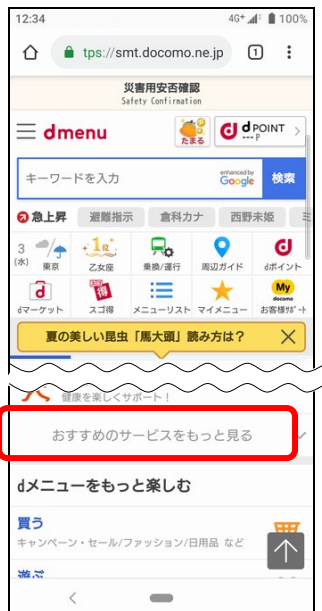 12:34 4G+ 100%
tps://smt.docomo.ne.jp 1
災害用安否確認
Safety Confirmation
dmenu たまる d POINT
---P
キーワードを入力 enhanced by Google 検索
急上昇 避難指示 倉科カナ 西野未姫 ミ
3 1位
(水) 東京 乙女座 乗換/運行 周辺ガイド dポイント
d 毎日 得 My docomo
dマーケット スゴ得 メニューリスト マイメニュー お客様サポート
夏の美しい昆虫「馬大頭」読み方は？
健康を楽しくサポート！
おすすめのサービスをもっと見る
dメニューをもっと楽しむ
買う
キャンペーン・セール/ファッション/日用品 など
遊ぶ